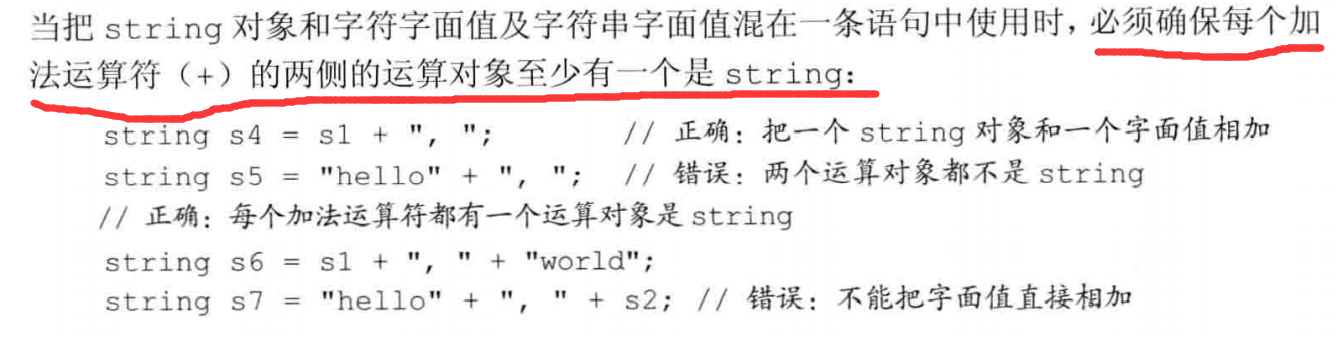 当把 string 对象和字符字面值及字符串字面值混在一条语句中使用时，必须确保每个加
法运算符（+）的两侧的运算对象至少有一个是 string：
string s4 = s1 + ", "; // 正确：把一个 string 对象和一个字面值相加
string s5 = "hello" + ", "; // 错误：两个运算对象都不是 string
// 正确：每个加法运算符都有一个运算对象是 string
string s6 = s1 + ", " + "world";
string s7 = "hello" + ", " + s2; // 错误：不能把字面值直接相加